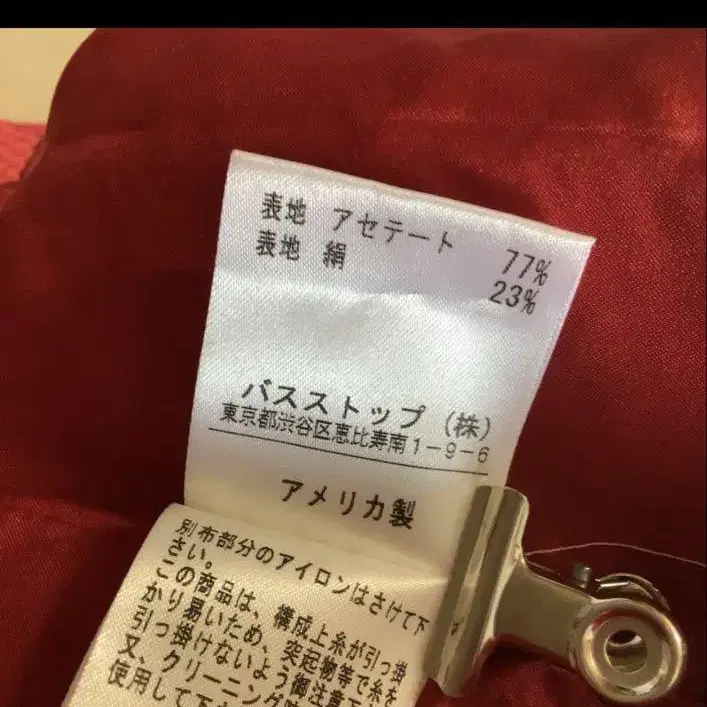 表地 アセテート 77%
表地 絹 23%
バスストップ（株）
東京都渋谷区恵比寿南1-9-6
アメリカ製
別布部分のアイロンはさけて下
さい。
この商品は、構成上糸が引っ掛
かり易いため、突起物等で糸を
引っ掛けないよう御注意下
又、クリーニング
使用して下